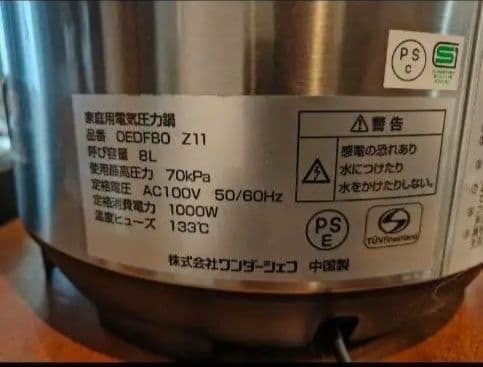 PS
C
S
家庭用電気圧力鍋
品番 OEDF80 Z11
呼び容量 8L
使用最高圧力 70kPa
定格電圧 AC100V 50/60Hz
定格消費電力 1000W
温度ヒューズ 133℃
株式会社ワンダーシェフ 中国製
警告
感電の恐れあり
水につけたり
水をかけたりしない。
PS
E
TÜVRheinland